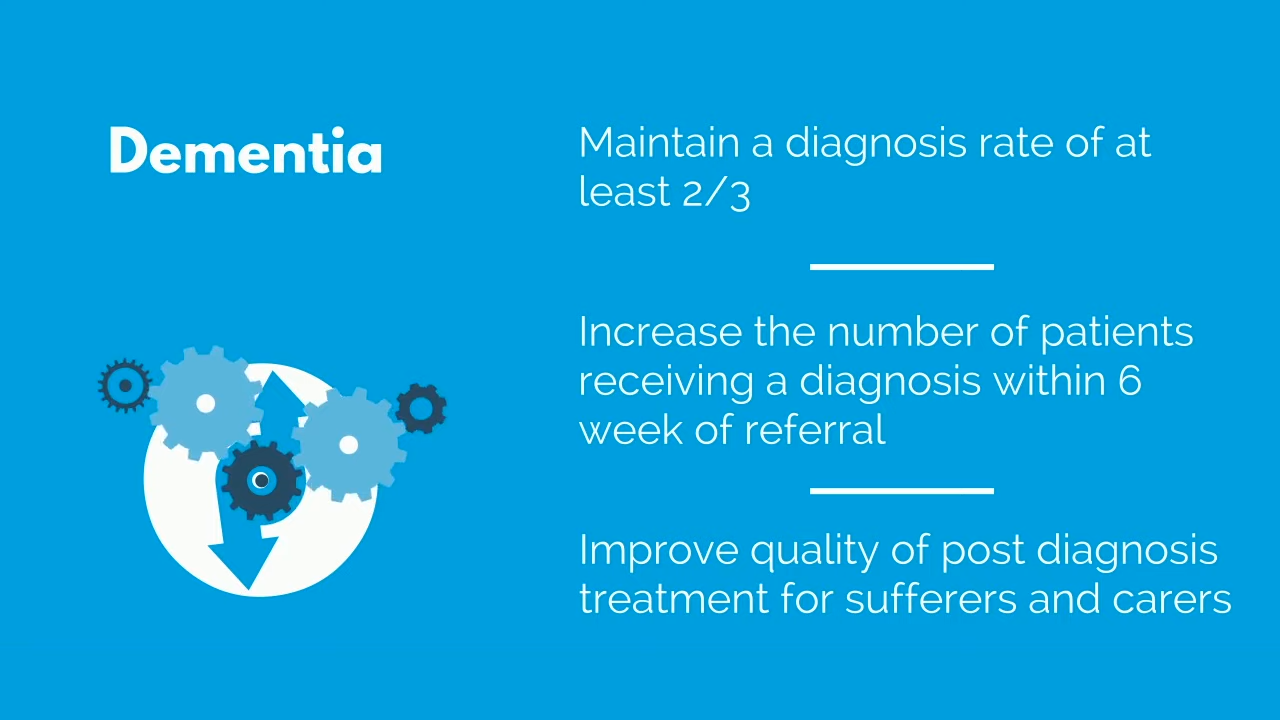 Dementia
Maintain a diagnosis rate of at
least 2/3
Increase the number of patients
receiving a diagnosis within 6
week of referral
Improve quality of post diagnosis
treatment for sufferers and carers